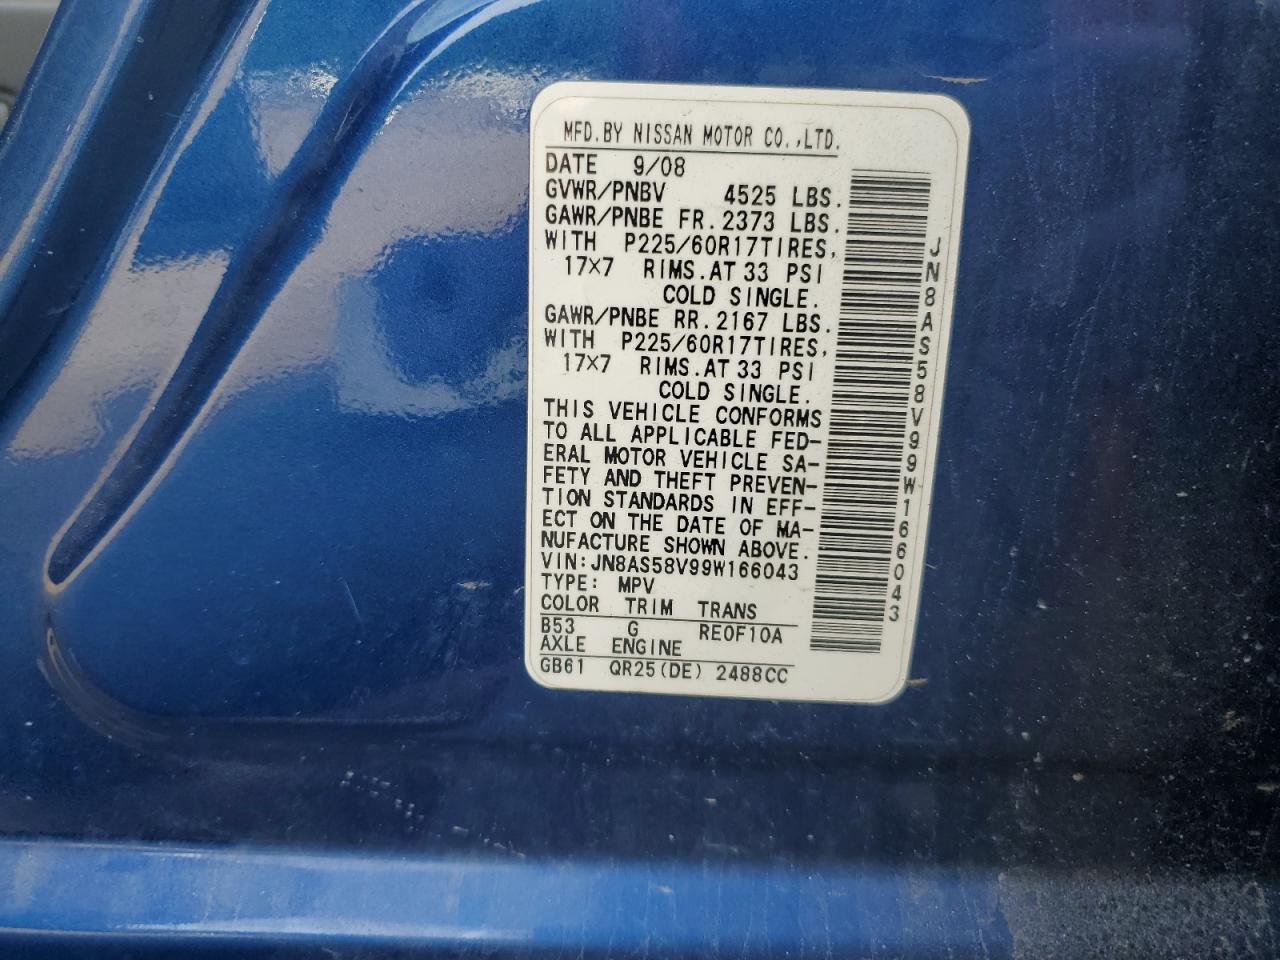 MFD.BY NISSAN MOTOR CO.,LTD.
DATE 9/08
GVWR/PNBV 4525 LBS.
GAWR/PNBE FR.2373 LBS.
WITH P225/60R17TIRES,
17×7 RIMS.AT 33 PSI
COLD SINGLE.
GAWR/PNBE RR.2167 LBS.
WITH P225/60R17TIRES,
17×7 RIMS.AT 33 PSI
COLD SINGLE.
THIS VEHICLE CONFORMS
TO ALL APPLICABLE FED-
ERAL MOTOR VEHICLE SA-
FETY AND THEFT PREVEN-
TION STANDARDS IN EFF-
ECT ON THE DATE OF MA-
NUFACTURE SHOWN ABOVE.
VIN:JN8AS58V99W166043
TYPE: MPV
COLOR TRIM TRANS
B53 G RE0F10A
AXLE ENGINE
GB61 QR25(DE) 2488CC
JN8AS58V99W166043